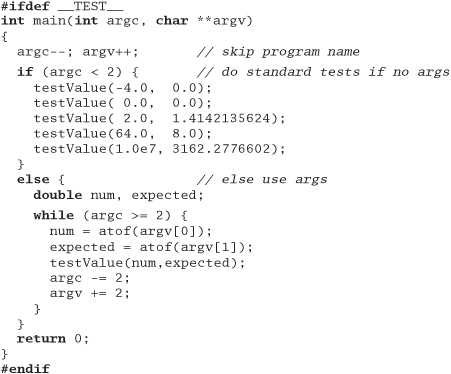 #ifdef __TEST__
int main(int argc, char **argv)
{
  argc--; argv++;       // skip program name
  if (argc < 2) {       // do standard tests if no args
    testValue(-4.0,  0.0);
    testValue( 0.0,  0.0);
    testValue( 2.0,  1.4142135624);
    testValue(64.0,  8.0);
    testValue(1.0e7, 3162.2776602);
  }
  else {                // else use args
    double num, expected;
    while (argc >= 2) {
      num = atof(argv[0]);
      expected = atof(argv[1]);
      testValue(num,expected);
      argc -= 2;
      argv += 2;
    }
  }
  return 0;
}
#endif